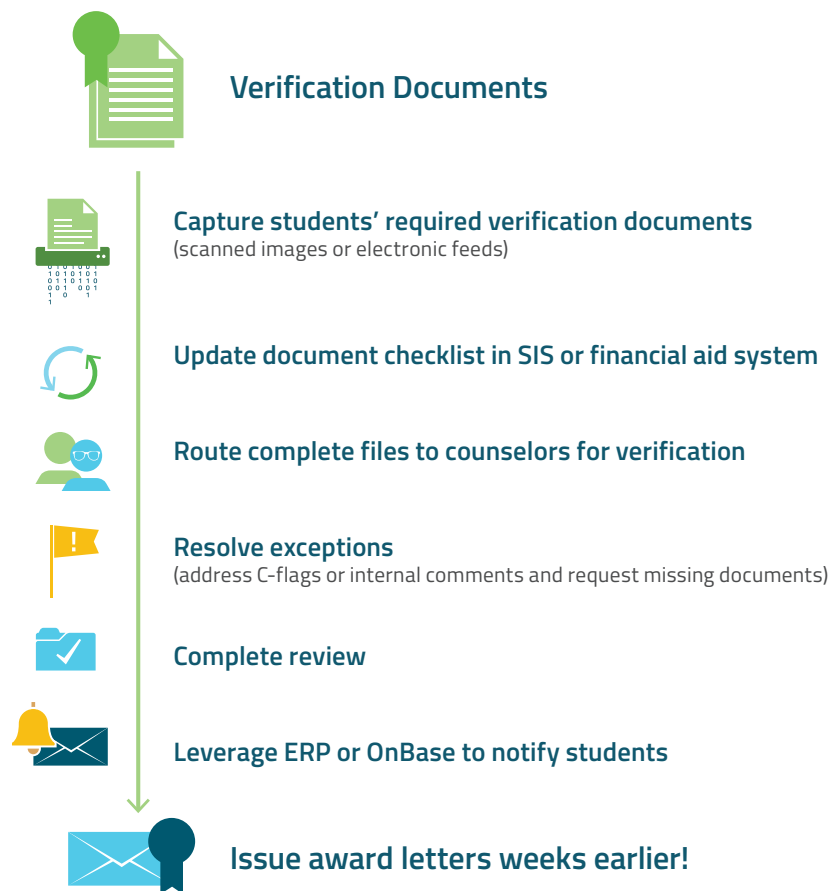 Verification Documents
Capture students’ required verification documents
(scanned images or electronic feeds)
Update document checklist in SIS or financial aid system
Route complete files to counselors for verification
!
Resolve exceptions
(address C-flags or internal comments and request missing documents)
Complete review
Leverage ERP or OnBase to notify students
Issue award letters weeks earlier!